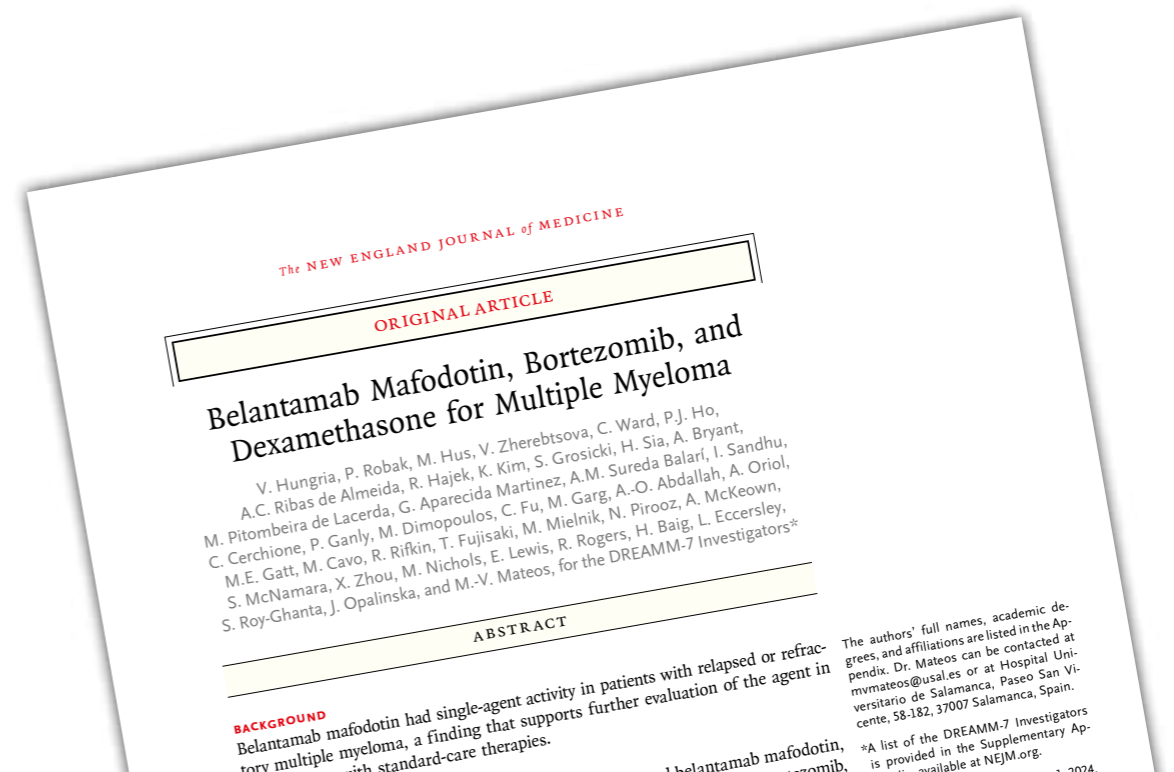 The NEW ENGLAND JOURNAL of MEDICINE
ORIGINAL ARTICLE
Belantamab Mafodotin, Bortezomib, and
Dexamethasone for Multiple Myeloma
V. Hungria, P. Robak, M. Hus, V. Zherebtsova, C. Ward, P.J. Ho,
A.C. Ribas de Almeida, R. Hajek, K. Kim, S. Grosicki, H. Sia, A. Bryant,
M. Pitombeira de Lacerda, G. Aparecida Martinez, A.M. Sureda Balarí, I. Sandhu,
C. Cerchione, P. Ganly, M. Dimopoulos, C. Fu, M. Garg, A.-O. Abdallah, A. Oriol,
M.E. Gatt, M. Cavo, R. Rifkin, T. Fujisaki, M. Mielnik, N. Pirooz, A. McKeown,
S. McNamara, X. Zhou, M. Nichols, E. Lewis, R. Rogers, H. Baig, L. Eccersley,
S. Roy-Ghanta, J. Opalinska, and M.-V. Mateos, for the DREAMM-7 Investigators*
ABSTRACT
BACKGROUND
Belantamab mafodotin had single-agent activity in patients with relapsed or refrac-
tory multiple myeloma, a finding that supports further evaluation of the agent in
with standard-care therapies.
belantamab mafodotin,
The authors' full names, academic de-
grees, and affiliations are listed in the Ap-
pendix. Dr. Mateos can be contacted at
mvmateos@usal.es or at Hospital Uni-
versitario de Salamanca, Paseo San Vi-
cente, 58-182, 37007 Salamanca, Spain.
*A list of the DREAMM-7 Investigators
is provided in the Supplementary Ap-
available at NEJM.org.
2024,